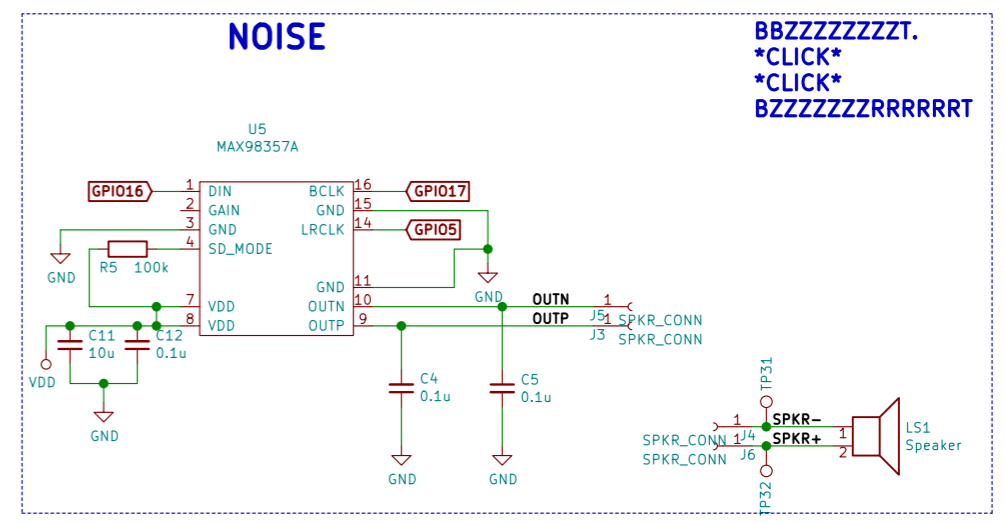 NOISE
BBZZZZZZZZT.
*CLICK*
*CLICK*
BZZZZZZZRRRRRRT
U5
MAX98357A
GPIO16 1 DIN BCLK 16 GPIO17
2 GAIN GND 15
3 GND LRCLK 14 GPIO5
4 SD_MODE
GND
R5 100k
GND 11
GND
7 VDD OUTN 10 OUTN 1
J5 SPKR_CONN
8 VDD OUTP 9 OUTP 1
J3 SPKR_CONN
C11
10u
C12
0.1u
VDD
GND
C4
0.1u
C5
0.1u
GND
GND
TP31
1 SPKR- 1
SPKR_CONN J4
1 SPKR+ 2
SPKR_CONN J6
LS1
Speaker
TP32